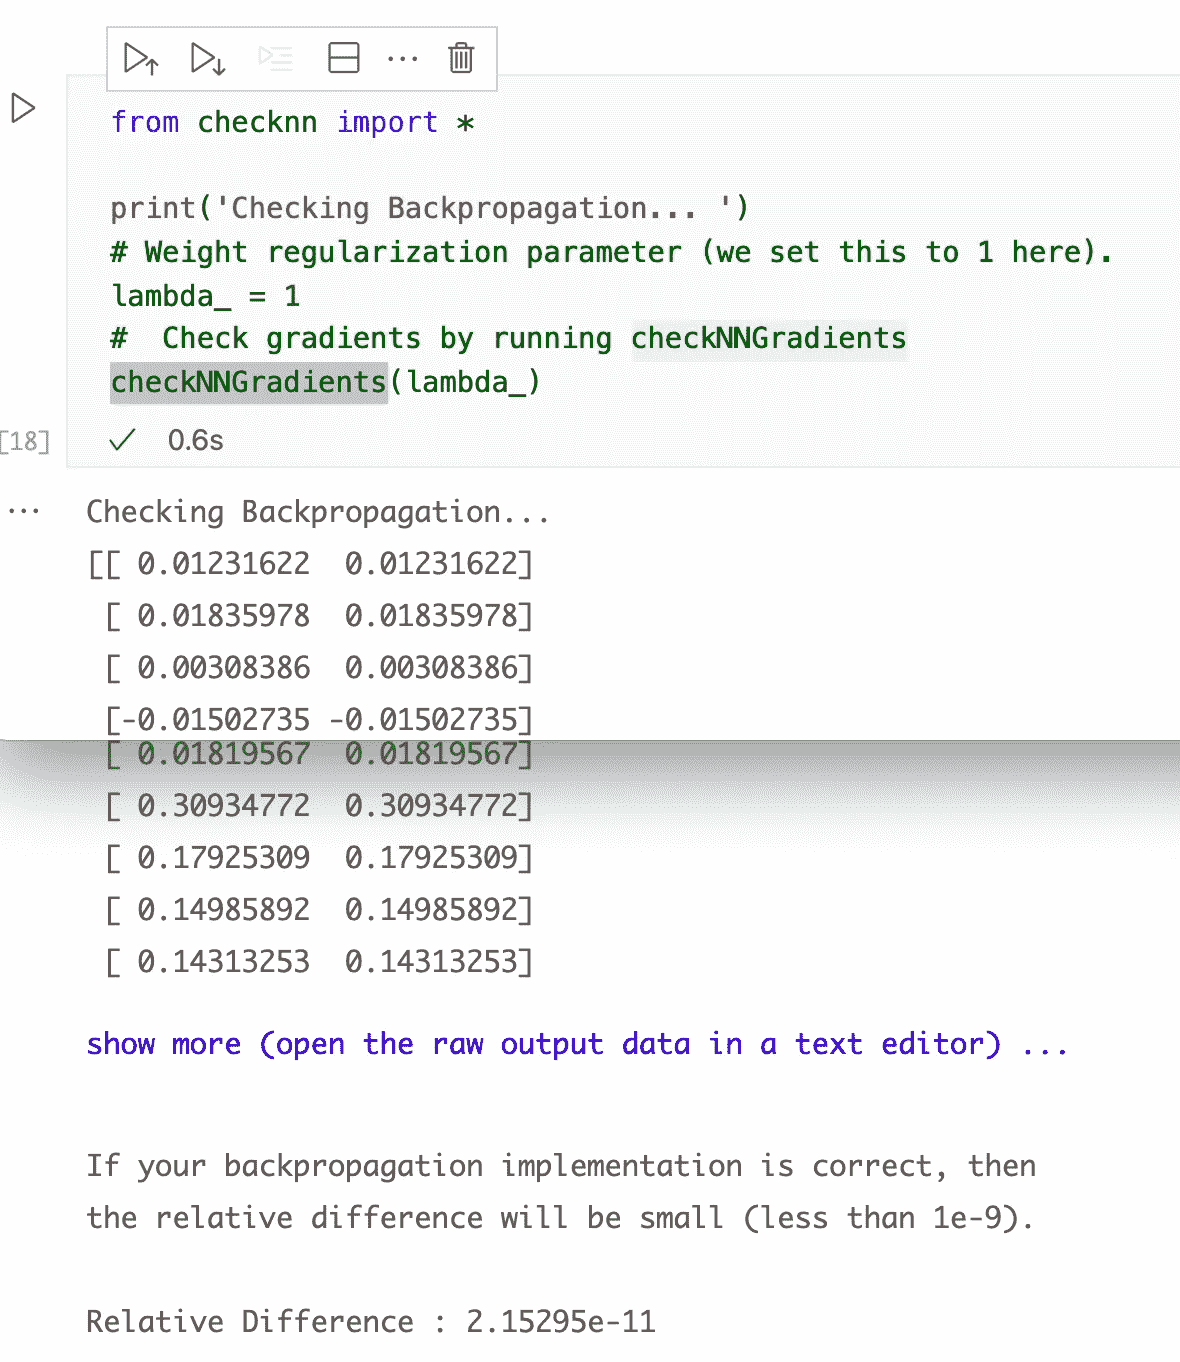 from checknn import *
print('Checking Backpropagation... ')
# Weight regularization parameter (we set this to 1 here).
lambda_ = 1
#  Check gradients by running checkNNGradients
checkNNGradients(lambda_)
[18]
0.6s
... Checking Backpropagation...
[[ 0.01231622  0.01231622]
 [ 0.01835978  0.01835978]
 [ 0.00308386  0.00308386]
 [-0.01502735 -0.01502735]
 [ 0.01819567  0.01819567]
 [ 0.30934772  0.30934772]
 [ 0.17925309  0.17925309]
 [ 0.14985892  0.14985892]
 [ 0.14313253  0.14313253]
show more (open the raw output data in a text editor) ...
If your backpropagation implementation is correct, then
the relative difference will be small (less than 1e-9).
Relative Difference : 2.15295e-11